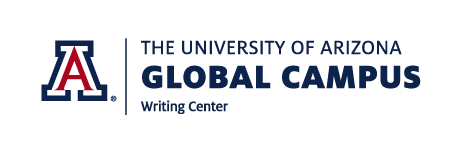 THE UNIVERSITY OF ARIZONA
A
GLOBAL CAMPUS
®
Writing Center